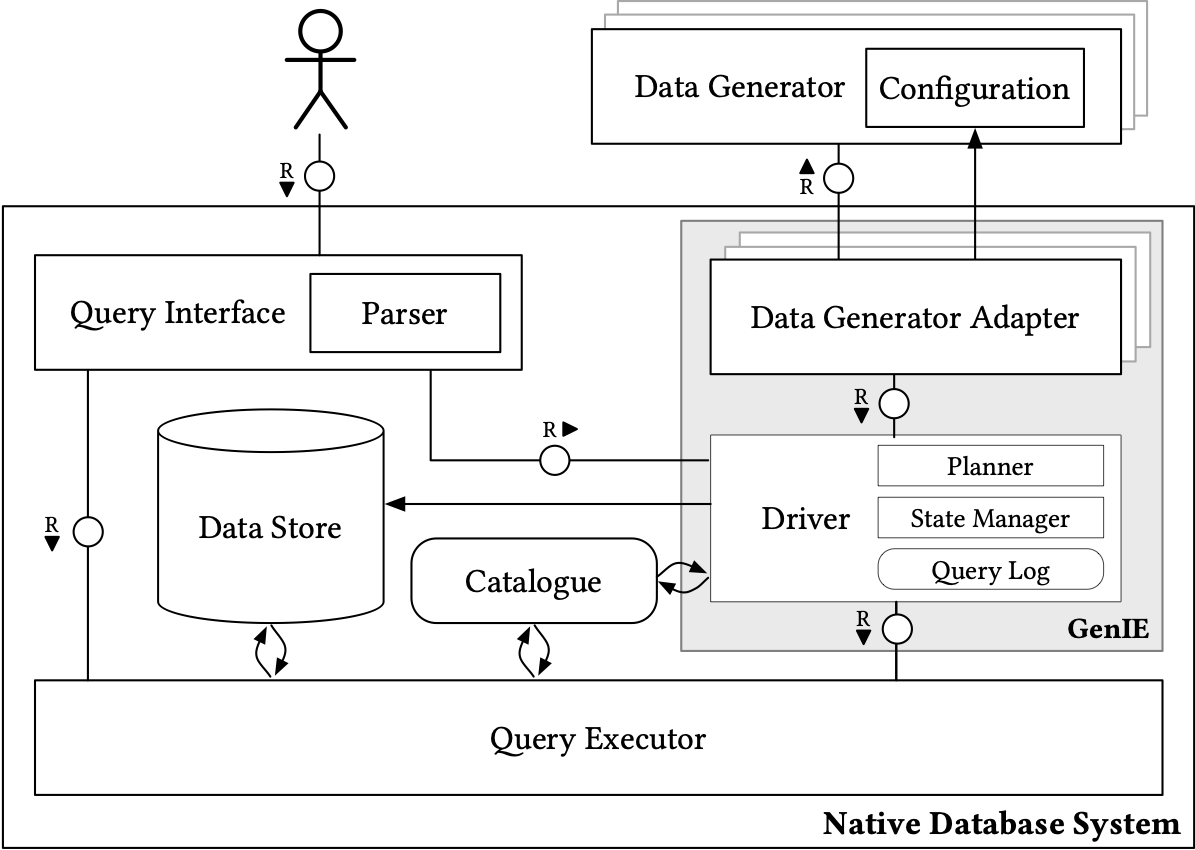 Data Generator
Configuration
R
R
Query Interface
Parser
Data Generator Adapter
R
R
Planner
Driver
State Manager
Query Log
Data Store
R
Catalogue
R
GenIE
Query Executor
Native Database System